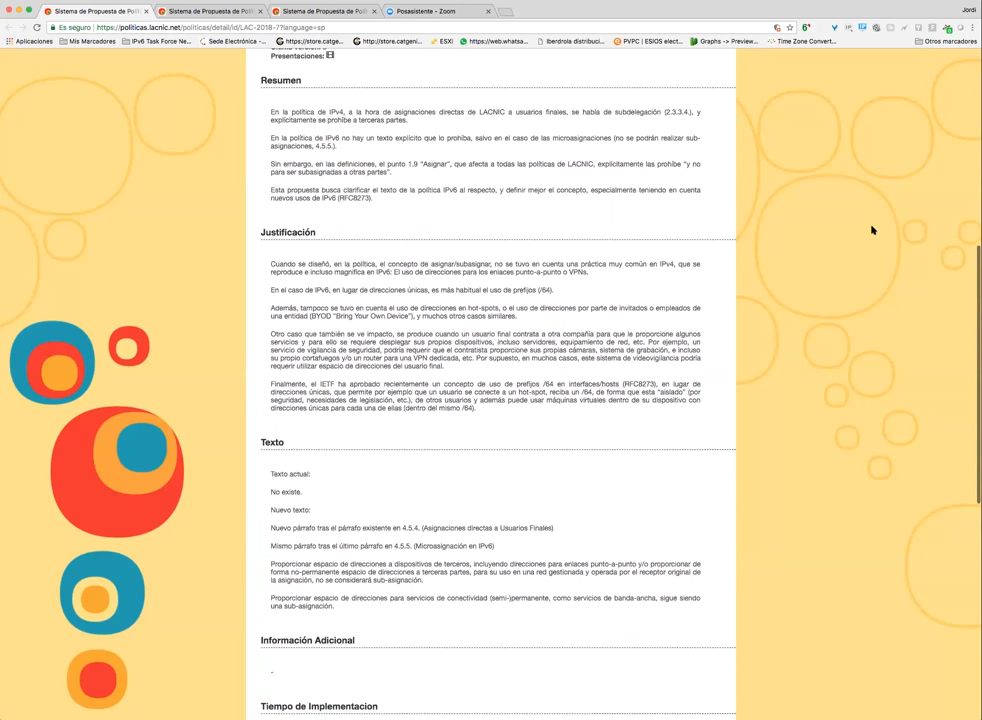 Sistema de Propuesta de Polí
Sistema de Propuesta de Polí
Sistema de Propuesta de Polí
Posasistente - Zoom
Jordi
Es seguro
https://politicas.lacnic.net/politicas/detail/id/LAC-2018-7?language=sp
Aplicaciones
Mis Marcadores
IPv6 Task Force Ne...
Sede Electrónica -...
https://store.catge...
http://store.catgeni...
ESXi
https://web.whatsa...
Iberdrola distribuci...
PVPC | ESIOS elect...
Graphs -> Preview...
Time Zone Convert...
Otros marcadores
Presentaciones:
Resumen
En la política de IPv4, a la hora de asignaciones directas de LACNIC a usuarios finales, se habla de subdelegación (2.3.3.4.), y
explícitamente se prohíbe a terceras partes.
En la política de IPv6 no hay un texto explícito que lo prohíba, salvo en el caso de las microasignaciones (no se podrán realizar sub-
asignaciones, 4.5.5.).
Sin embargo, en las definiciones, el punto 1.9 "Asignar", que afecta a todas las políticas de LACNIC, explícitamente las prohíbe "y no
para ser subasignadas a otras partes".
Esta propuesta busca clarificar el texto de la política IPv6 al respecto, y definir mejor el concepto, especialmente teniendo en cuenta
nuevos usos de IPv6 (RFC8273).
Justificación
Cuando se diseñó, en la política, el concepto de asignar/subasignar, no se tuvo en cuenta una práctica muy común en IPv4, que se
reproduce e incluso magnifica en IPv6: El uso de direcciones para los enlaces punto-a-punto o VPNs.
En el caso de IPv6, en lugar de direcciones únicas, es más habitual el uso de prefijos (/64).
Además, tampoco se tuvo en cuenta el uso de direcciones en hot-spots, o el uso de direcciones por parte de invitados o empleados de
una entidad (BYOD "Bring Your Own Device"), y muchos otros casos similares.
Otro caso que también se ve impacto, se produce cuando un usuario final contrata a otra compañía para que le proporcione algunos
servicios y para ello se requiere desplegar sus propios dispositivos, incluso servidores, equipamiento de red, etc. Por ejemplo, un
servicio de vigilancia de seguridad, podría requerir que el contratista proporcione sus propias cámaras, sistema de grabación, e incluso
su propio cortafuegos y/o un router para una VPN dedicada, etc. Por supuesto, en muchos casos, este sistema de videovigilancia podría
requerir utilizar espacio de direcciones del usuario final.
Finalmente, el IETF ha aprobado recientemente un concepto de uso de prefijos /64 en interfaces/hosts (RFC8273), en lugar de
direcciones únicas, que permite por ejemplo que un usuario se conecte a un hot-spot, reciba un /64, de forma que esta "aislado" (por
seguridad, necesidades de legislación, etc.), de otros usuarios y además puede usar máquinas virtuales dentro de su dispositivo con
direcciones únicas para cada una de ellas (dentro del mismo /64).
Texto
Texto actual:
No existe.
Nuevo texto:
Nuevo párrafo tras el párrafo existente en 4.5.4. (Asignaciones directas a Usuarios Finales)
Mismo párrafo tras el último párrafo en 4.5.5. (Microasignación en IPv6)
Proporcionar espacio de direcciones a dispositivos de terceros, incluyendo direcciones para enlaces punto-a-punto y/o proporcionar de
forma no-permanente espacio de direcciones a terceras partes, para su uso en una red gestionada y operada por el receptor original de
la asignación, no se considerará sub-asignación.
Proporcionar espacio de direcciones para servicios de conectividad (semi-)permanente, como servicios de banda-ancha, sigue siendo
una sub-asignación.
Información Adicional
-
Tiempo de Implementacion